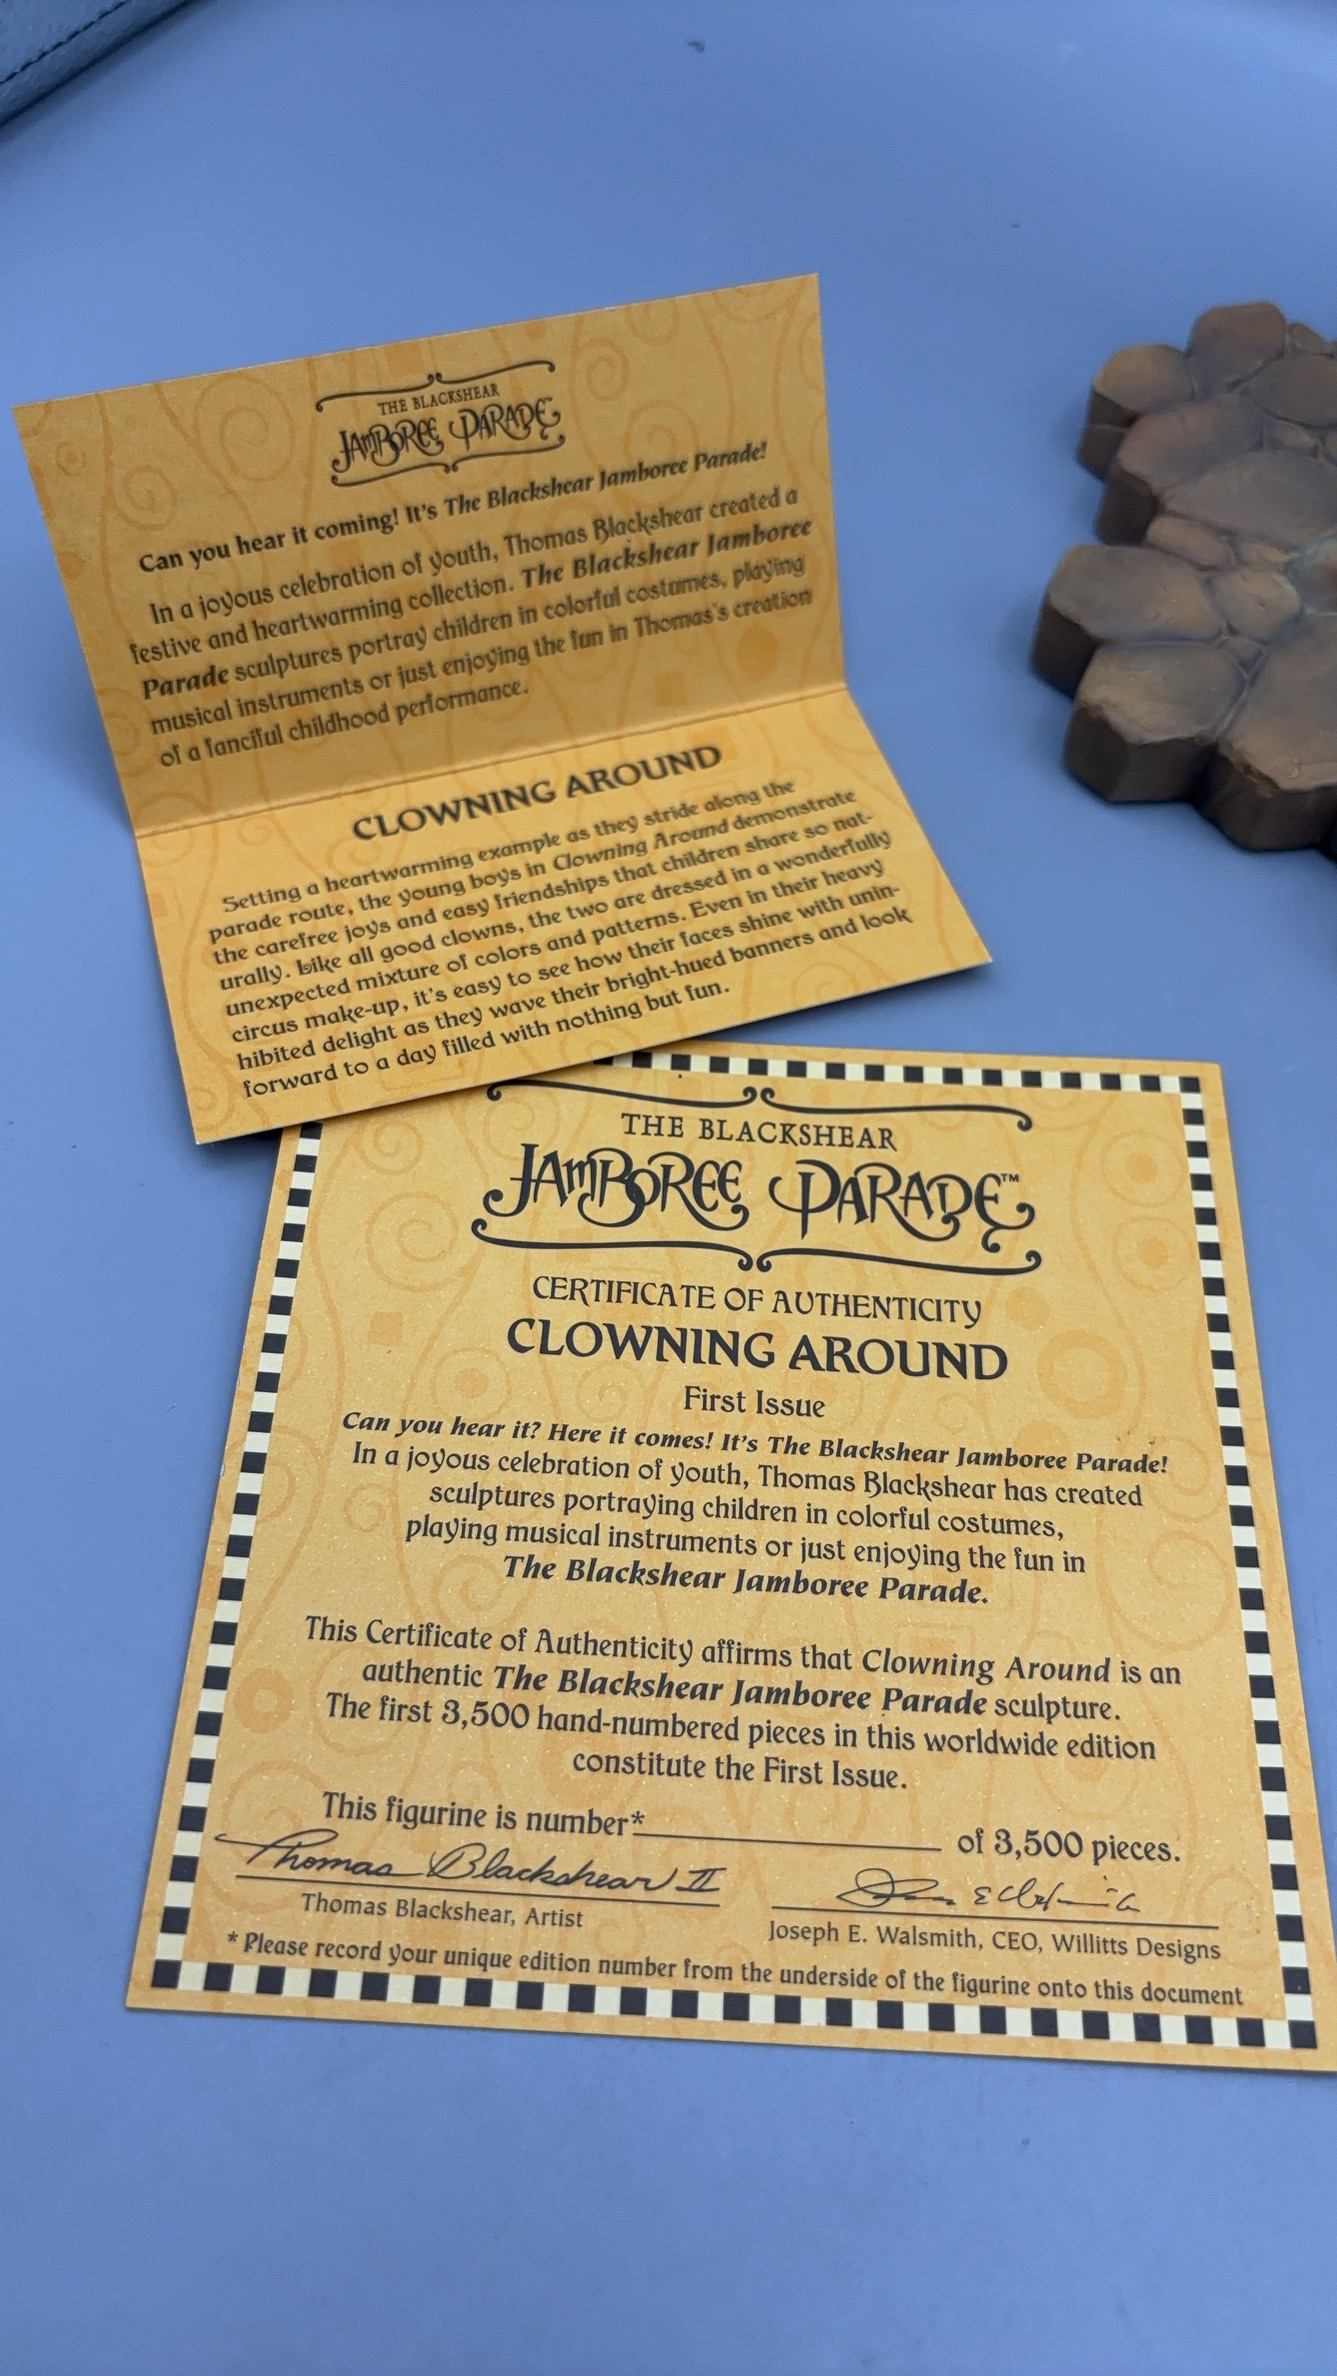 THE BLACKSHEAR
JAMBOREE PARADE™
Can you hear it coming! It's The Blackshear Jamboree Parade!
In a joyous celebration of youth, Thomas Blackshear created a
festive and heartwarming collection. The Blackshear Jamboree
Parade sculptures portray children in colorful costumes, playing
musical instruments or just enjoying the fun in Thomas's creation
of a fanciful childhood performance.
CLOWNING AROUND
Setting a heartwarming example as they stride along the
parade route, the young boys in Clowning Around demonstrate
the carefree joys and easy friendships that children share so nat-
urally. Like all good clowns, the two are dressed in a wonderfully
unexpected mixture of colors and patterns. Even in their heavy
circus make-up, it's easy to see how their faces shine with unin-
hibited delight as they wave their bright-hued banners and look
forward to a day filled with nothing but fun.
THE BLACKSHEAR
JAMBOREE PARADE™
CERTIFICATE OF AUTHENTICITY
CLOWNING AROUND
First Issue
Can you hear it? Here it comes! It's The Blackshear Jamboree Parade!
In a joyous celebration of youth, Thomas Blackshear has created
sculptures portraying children in colorful costumes,
playing musical instruments or just enjoying the fun in
The Blackshear Jamboree Parade.
This Certificate of Authenticity affirms that Clowning Around is an
authentic The Blackshear Jamboree Parade sculpture.
The first 3,500 hand-numbered pieces in this worldwide edition
constitute the First Issue.
This figurine is number* of 3,500 pieces.
Thomas Blackshear II
Thomas Blackshear, Artist
Joseph E. Walsmith, CEO, Willitts Designs
* Please record your unique edition number from the underside of the figurine onto this document